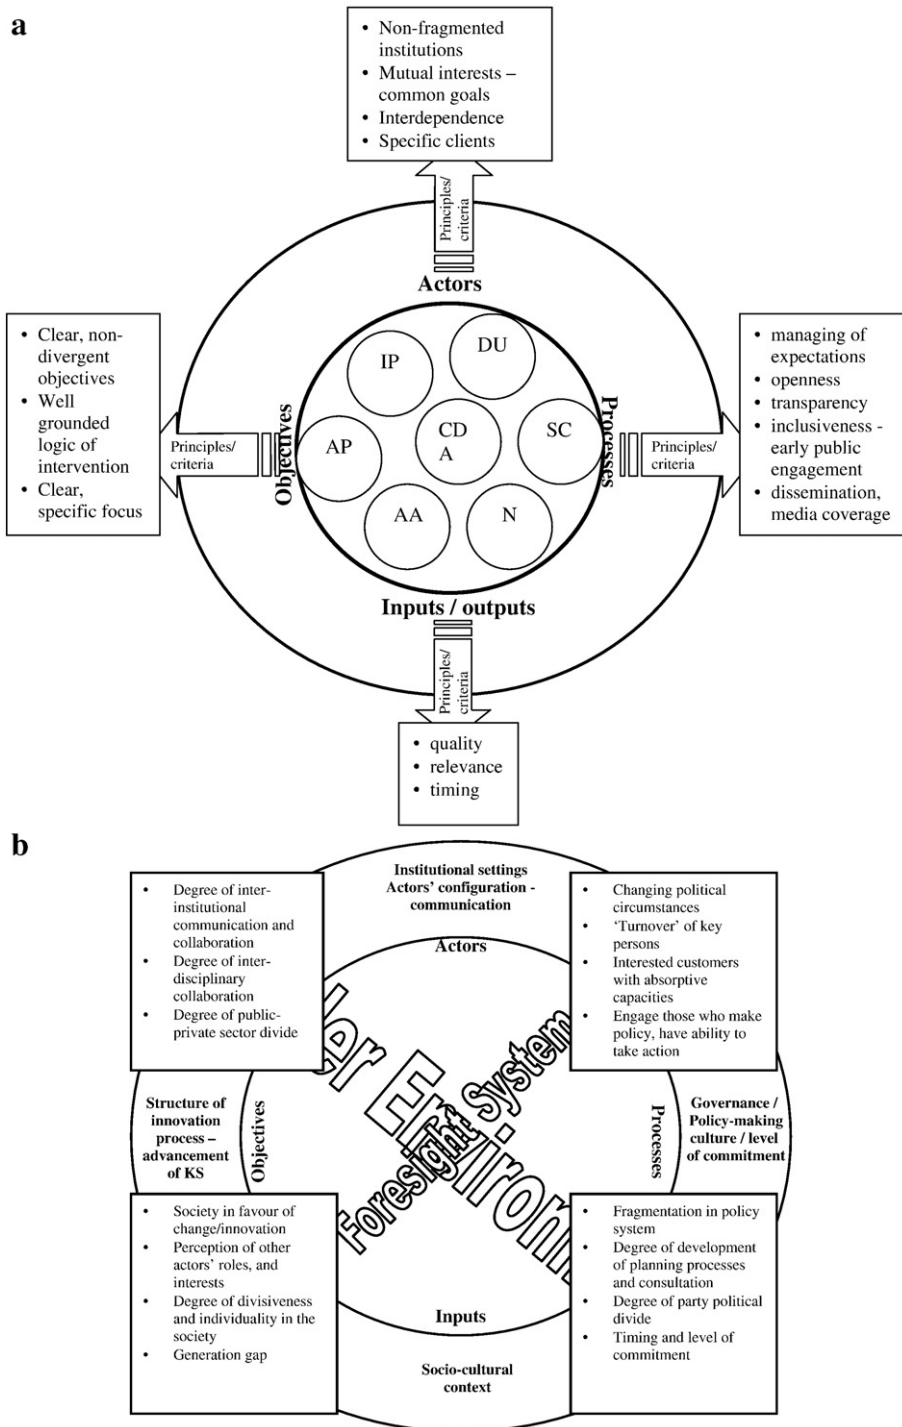 a
• Non-fragmented
institutions
• Mutual interests –
common goals
• Interdependence
• Specific clients
Principles/
criteria
Actors
• Clear, non-
divergent
objectives
• Well
grounded
logic of
intervention
• Clear,
specific focus
Principles/
criteria
Objectives
IP
DU
AP
CD
A
SC
AA
N
Processes
Principles/
criteria
• managing of
expectations
• openness
• transparency
• inclusiveness -
early public
engagement
• dissemination,
media coverage
Inputs / outputs
Principles/
criteria
• quality
• relevance
• timing
b
Institutional settings
Actors’ configuration -
communication
Actors
• Degree of inter-
institutional
communication and
collaboration
• Degree of inter-
disciplinary
collaboration
• Degree of public-
private sector divide
• Changing political
circumstances
• ‘Turnover’ of key
persons
• Interested customers
with absorptive
capacities
• Engage those who make
policy, have ability to
take action
Structure of
innovation
process –
advancement
of KS
Objectives
Foresight System
Processes
Governance /
Policy-making
culture / level
of commitment
• Society in favour of
change/innovation
• Perception of other
actors’ roles, and
interests
• Degree of divisiveness
and individuality in the
society
• Generation gap
• Fragmentation in policy
system
• Degree of development
of planning processes
and consultation
• Degree of party political
divide
• Timing and level of
commitment
Inputs
Socio-cultural
context